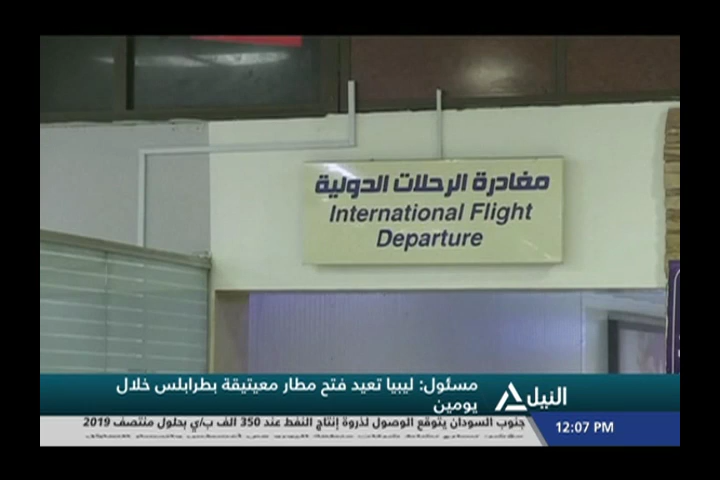 مغادرة الرحلات الدولية
International Flight
Departure
مسئول: ليبيا تعيد فتح مطار معيتيقة بطرابلس خلال
يومين
النيل
جنوب السودان يتوقع الوصول لذروة إنتاج النفط عند 350 الف ب/ي بحلول منتصف 2019
12:07 PM